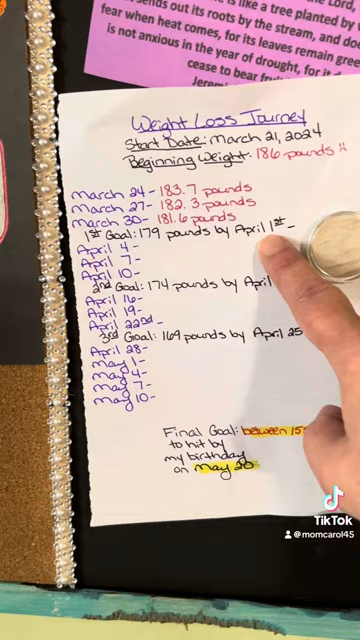 ends out its roots by the stream, and do
fear when heat comes, for its leaves remain gree
is not anxious in the year of drought, for it d
cease to bear fru
Jerem
Weight Loss Journey
Start Date: March 21, 2024
Beginning Weight: 186 pounds
March 24- 183.7 pounds
March 27- 182.3 pounds
March 30- 181.6 pounds
1st Goal: 179 pounds by April 1st-
April 4-
April 7-
April 10-
2nd Goal: 174 pounds by April
April 16-
April 19-
April 22nd-
3rd Goal: 169 pounds by April 25
April 28-
May 1-
May 4-
May 7-
May 10-
Final Goal: between 15
to hit by
my birthday
on May 20
TikTok
@momcarol45